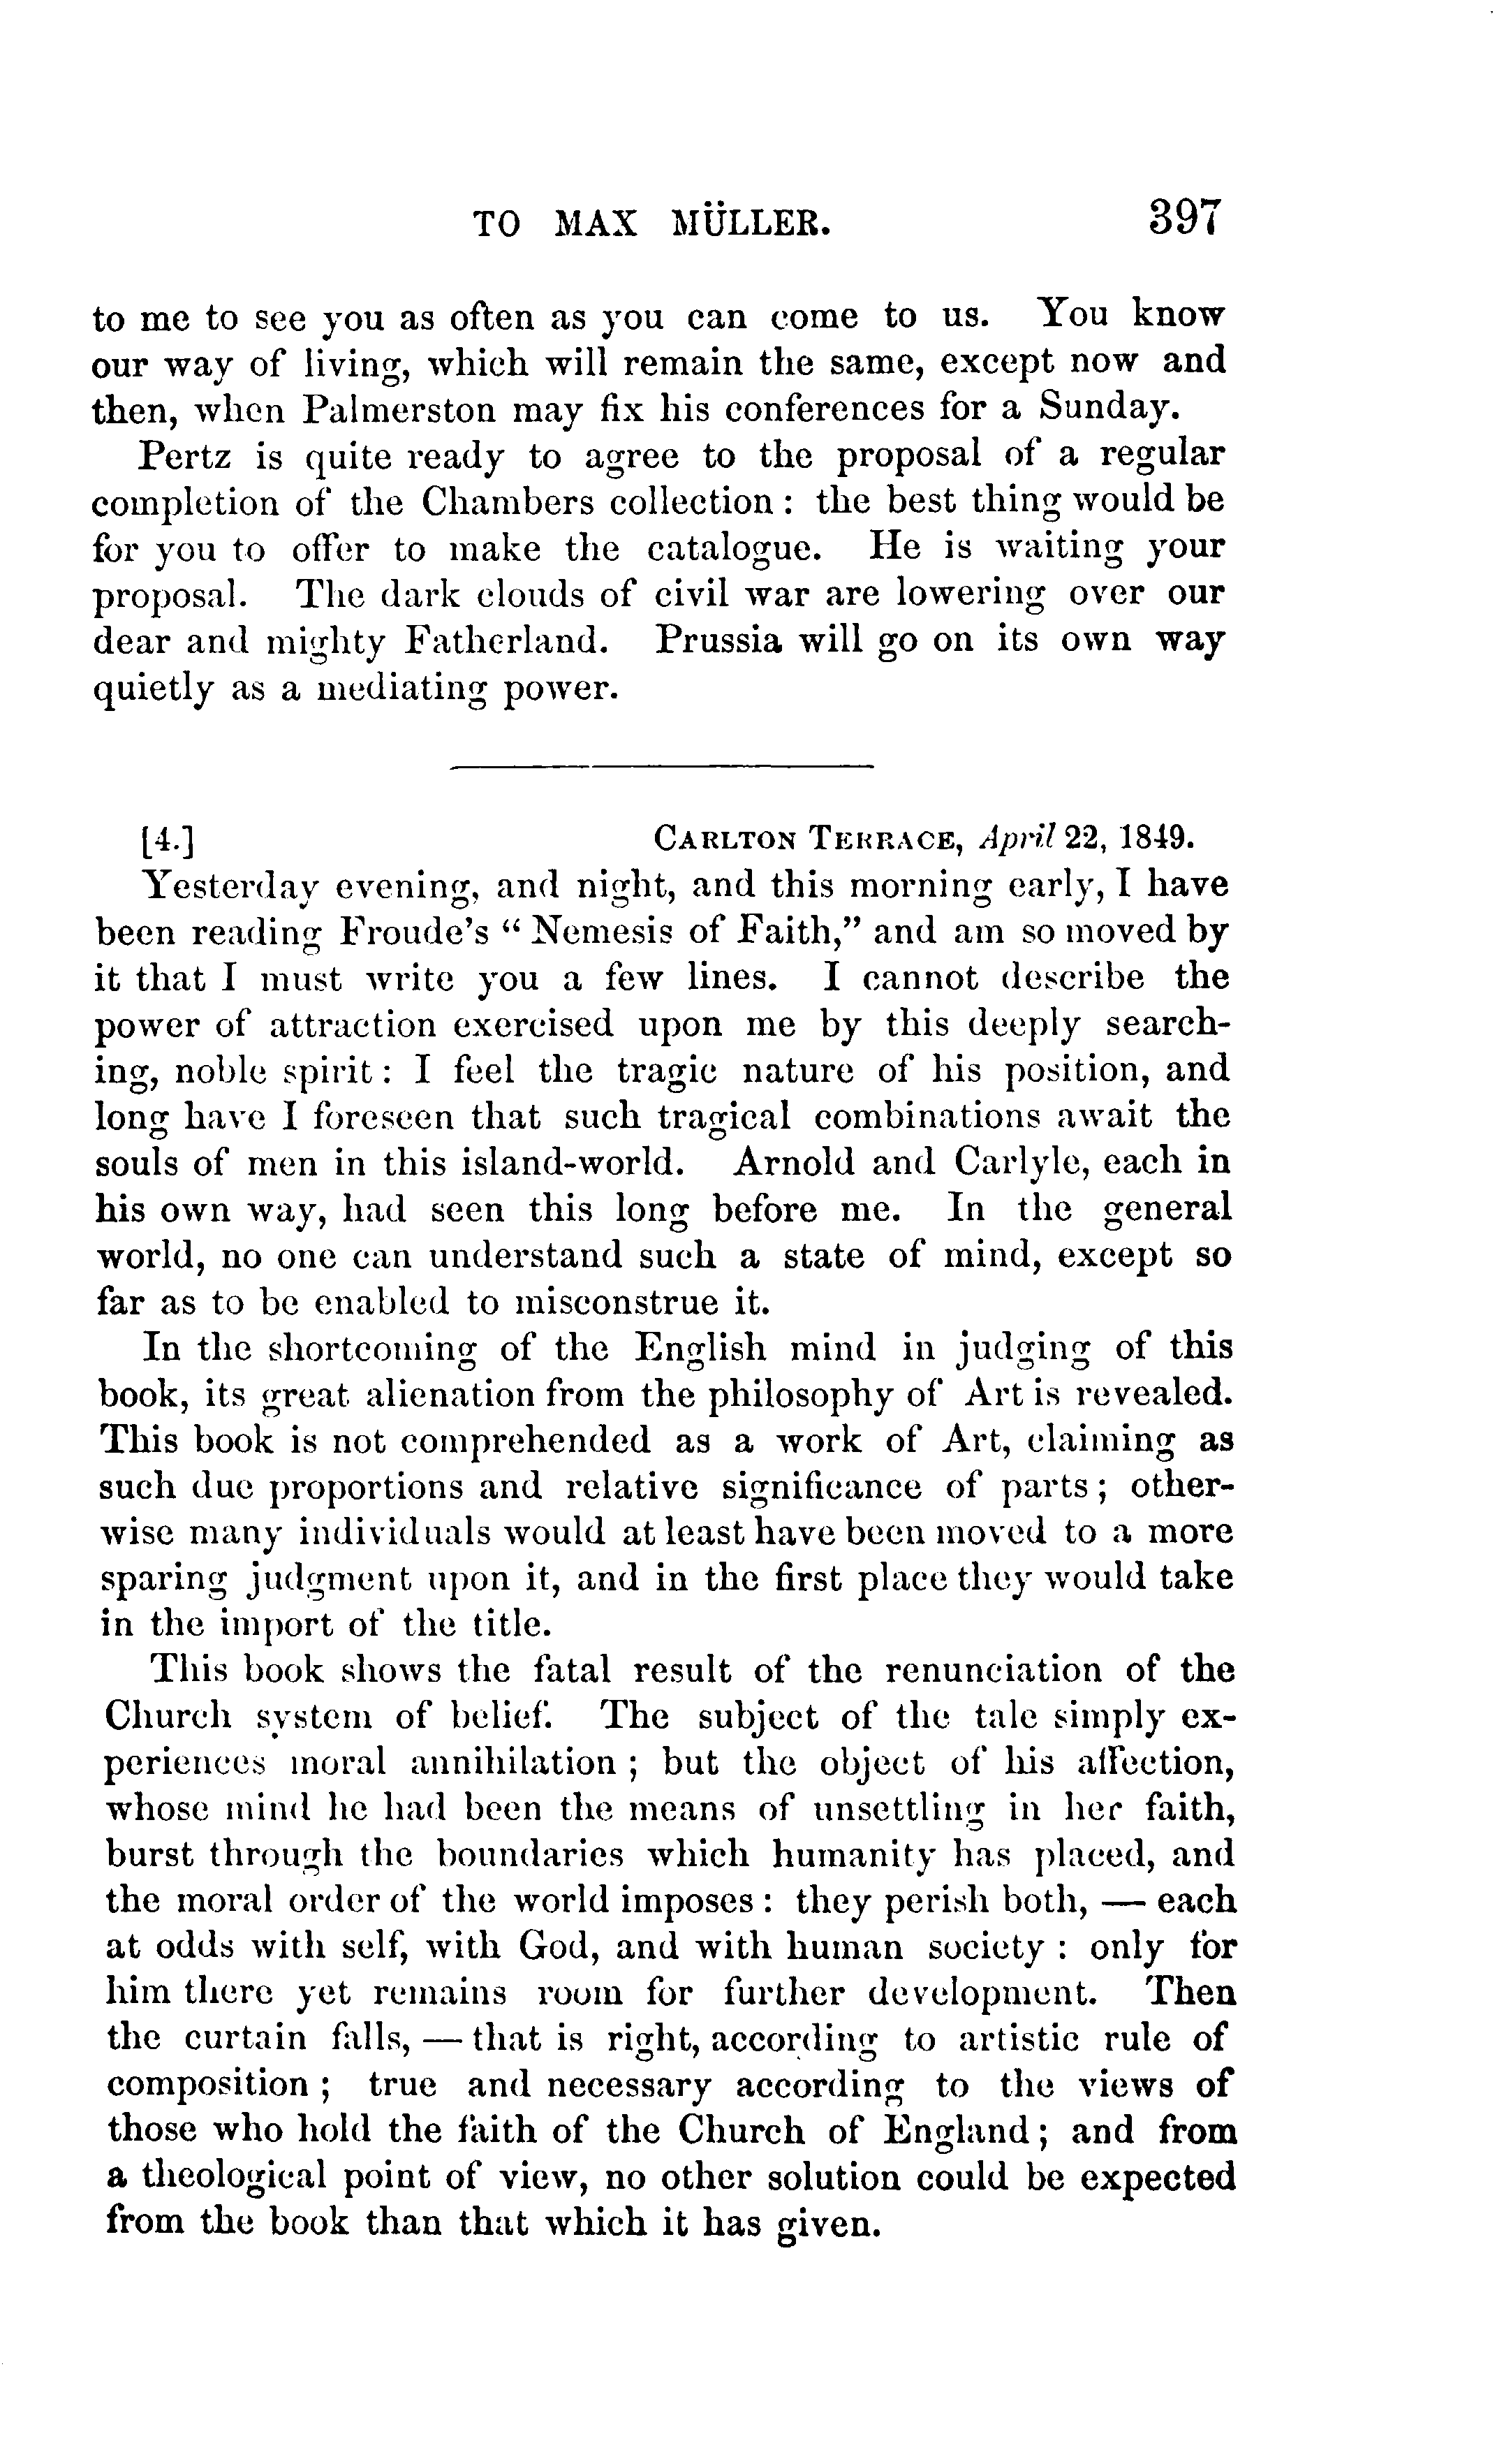 TO MAX MÜLLER. 397
to me to see you as often as you can come to us. You know
our way of living, which will remain the same, except now and
then, when Palmerston may fix his conferences for a Sunday.
Pertz is quite ready to agree to the proposal of a regular
completion of the Chambers collection : the best thing would be
for you to offer to make the catalogue. He is waiting your
proposal. The dark clouds of civil war are lowering over our
dear and mighty Fatherland. Prussia will go on its own way
quietly as a mediating power.
[4.] CARLTON TERRACE, April 22, 1849.
Yesterday evening, and night, and this morning early, I have
been reading Froude's “ Nemesis of Faith,” and am so moved by
it that I must write you a few lines. I cannot describe the
power of attraction exercised upon me by this deeply search-
ing, noble spirit : I feel the tragic nature of his position, and
long have I foreseen that such tragical combinations await the
souls of men in this island-world. Arnold and Carlyle, each in
his own way, had seen this long before me. In the general
world, no one can understand such a state of mind, except so
far as to be enabled to misconstrue it.
In the shortcoming of the English mind in judging of this
book, its great alienation from the philosophy of Art is revealed.
This book is not comprehended as a work of Art, claiming as
such due proportions and relative significance of parts ; other-
wise many individuals would at least have been moved to a more
sparing judgment upon it, and in the first place they would take
in the import of the title.
This book shows the fatal result of the renunciation of the
Church system of belief. The subject of the tale simply ex-
periences moral annihilation ; but the object of his affection,
whose mind he had been the means of unsettling in her faith,
burst through the boundaries which humanity has placed, and
the moral order of the world imposes : they perish both, — each
at odds with self, with God, and with human society : only for
him there yet remains room for further development. Then
the curtain falls, — that is right, according to artistic rule of
composition ; true and necessary according to the views of
those who hold the faith of the Church of England ; and from
a theological point of view, no other solution could be expected
from the book than that which it has given.